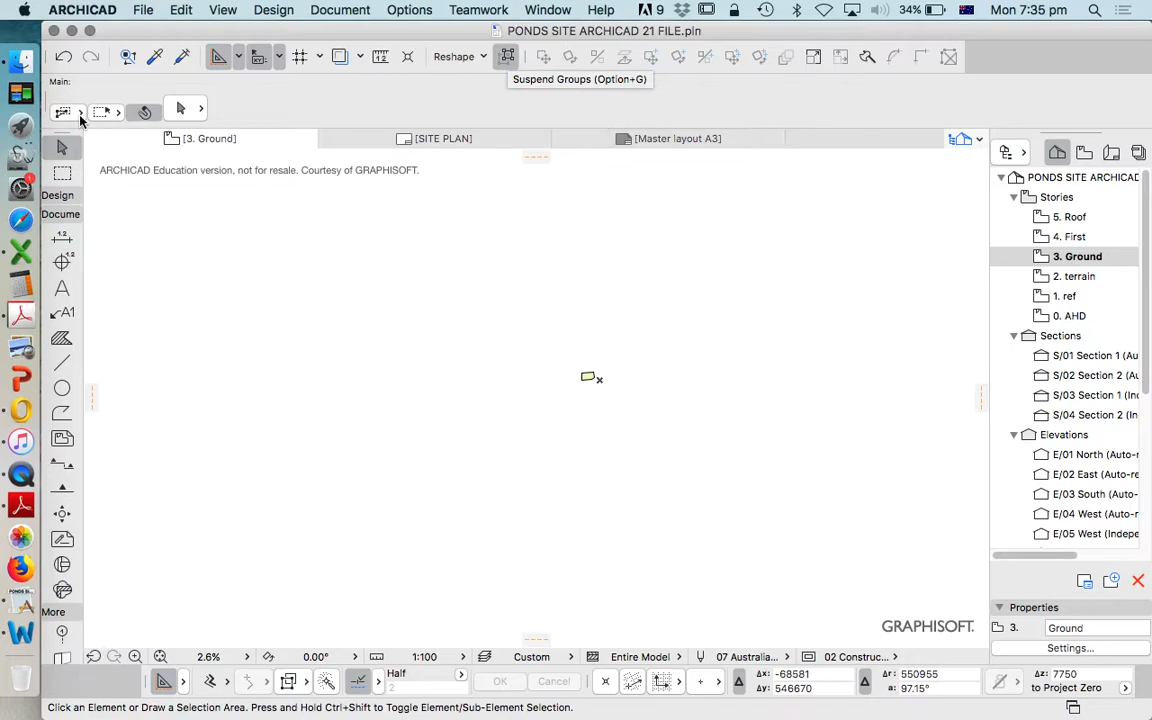 ARCHICAD File Edit View Design Document Options Teamwork Window Help 9 34% Mon 7:35 pm
PONDS SITE ARCHICAD 21 FILE.pln
Reshape
Suspend Groups (Option+G)
Main:
[3. Ground] [SITE PLAN] [Master layout A3]
ARCHICAD Education version, not for resale. Courtesy of GRAPHISOFT.
Design
Docume
More
PONDS SITE ARCHICAD
Stories
5. Roof
4. First
3. Ground
2. terrain
1. ref
0. AHD
Sections
S/01 Section 1 (Au
S/02 Section 2 (Au
S/03 Section 1 (In
S/04 Section 2 (In
Elevations
E/01 North (Auto-r
E/02 East (Auto-re
E/03 South (Auto-
E/04 West (Auto-r
E/05 West (Indepe
Properties
3. Ground
Settings...
GRAPHISOFT.
2.6% 0.00° 1:100 Custom Entire Model 07 Australia... 02 Construc...
Half
2
OK Cancel
Δx: -68581
Δy: 546670
Δr: 550955
a: 97.15°
Δz: 7750
to Project Zero
Click an Element or Draw a Selection Area. Press and Hold Ctrl+Shift to Toggle Element/Sub-Element Selection.